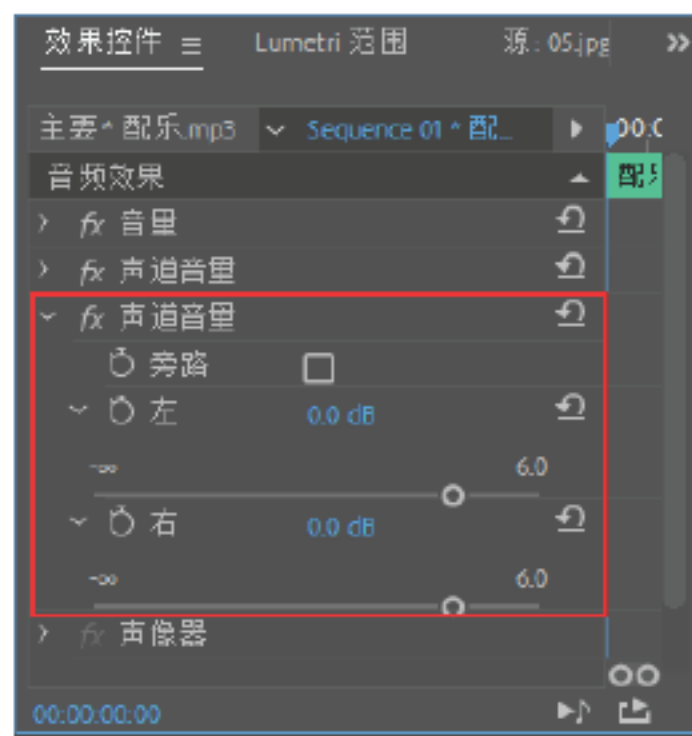 效果控件 ≡ Lumetri 范围 源: 05.jpg »
主要 * 配乐.mp3 Sequence 01 * 配... 00:0
音频效果 配乐
fx 音量
fx 声道音量
fx 声道音量
旁路
左 0.0 dB
-∞ 6.0
右 0.0 dB
-∞ 6.0
fx 声像器
00:00:00:00